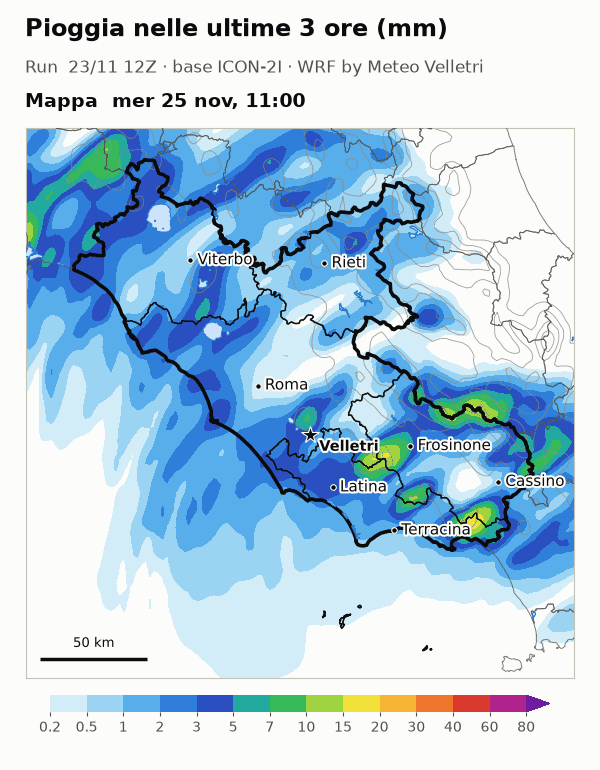 Pioggia nelle ultime 3 ore (mm)
Run  23/11 12Z · base ICON-2I · WRF by Meteo Velletri
Mappa  mer 25 nov, 11:00
Viterbo
Rieti
Roma
Velletri
Frosinone
Latina
Cassino
Terracina
50 km
0.2 0.5 1 2 3 5 7 10 15 20 30 40 60 80